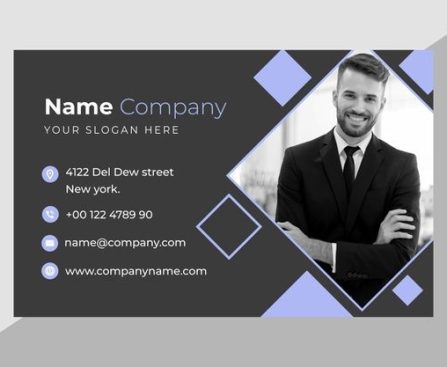 Name Company
YOUR SLOGAN HERE
4122 Del Dew street
New york.
+00 122 4789 90
name@company.com
www.companyname.com